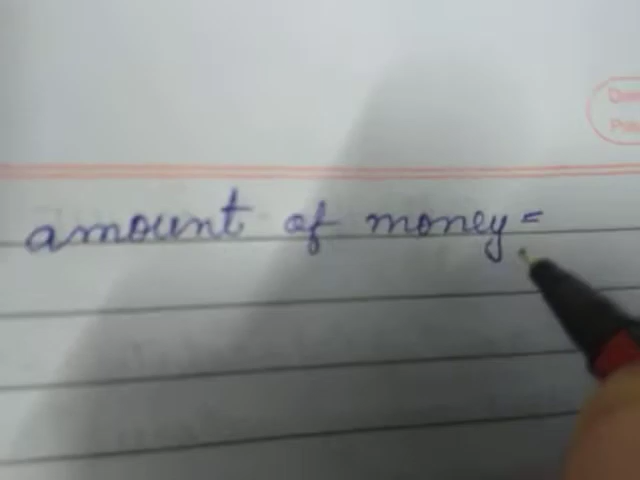 amount of money =